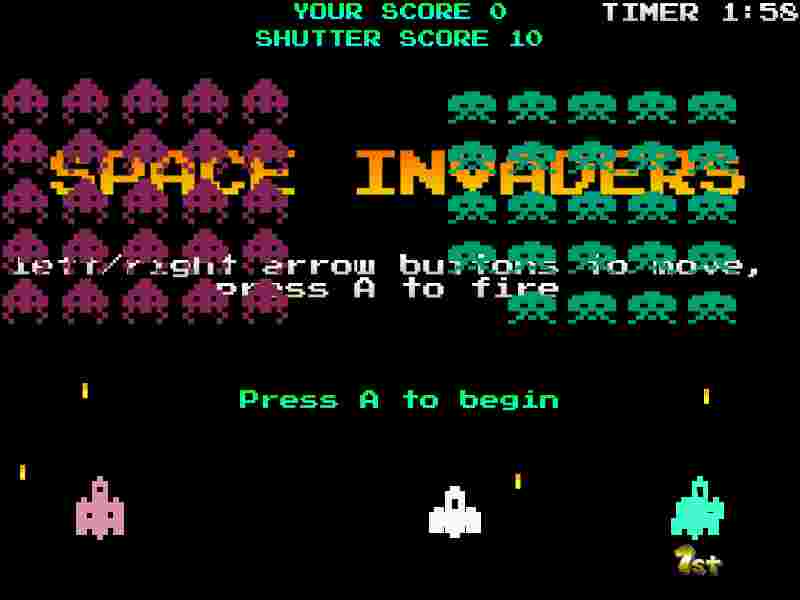 YOUR SCORE 0
TIMER 1:58
SHUTTER SCORE 10
SPACE INVADERS
left/right arrow buttons to move,
press A to fire
Press A to begin
1st